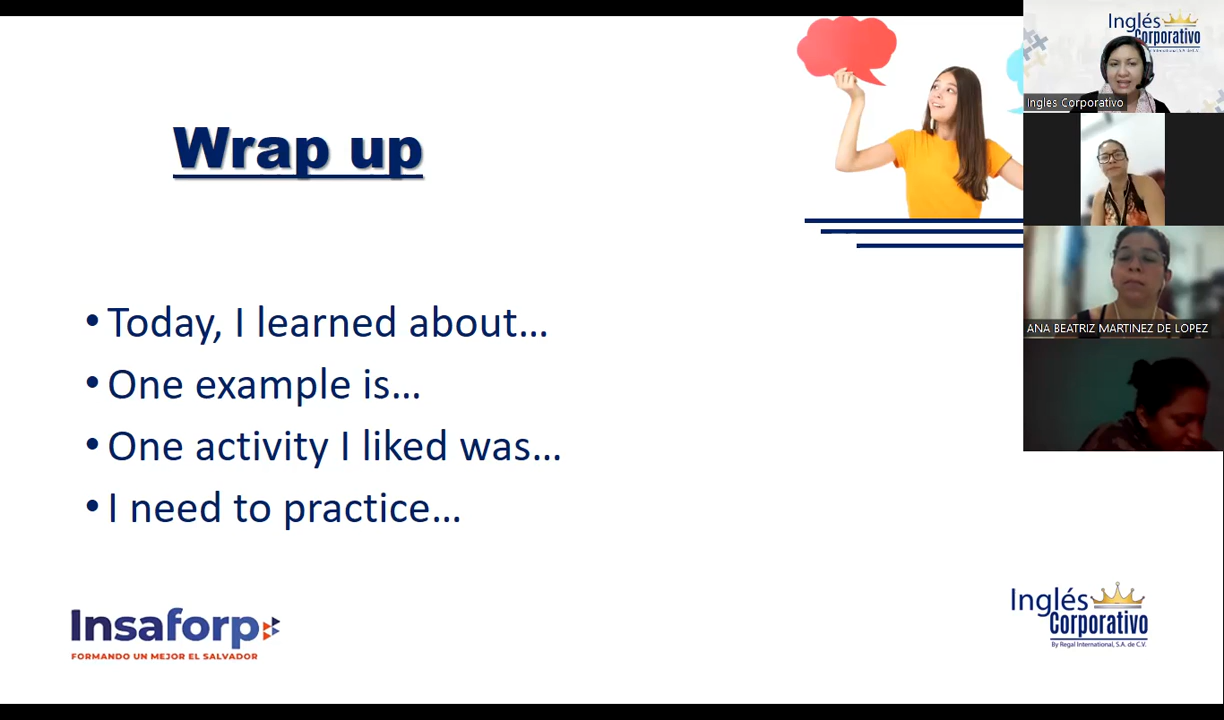 Wrap up
• Today, I learned about...
• One example is...
• One activity I liked was...
• I need to practice...
Insaforp
FORMANDO UN MEJOR EL SALVADOR
Inglés
Corporativo
By Regal International, S.A. de C.V.
Inglés
Corporativo
Ingles Corporativo
ANA BEATRIZ MARTINEZ DE LOPEZ